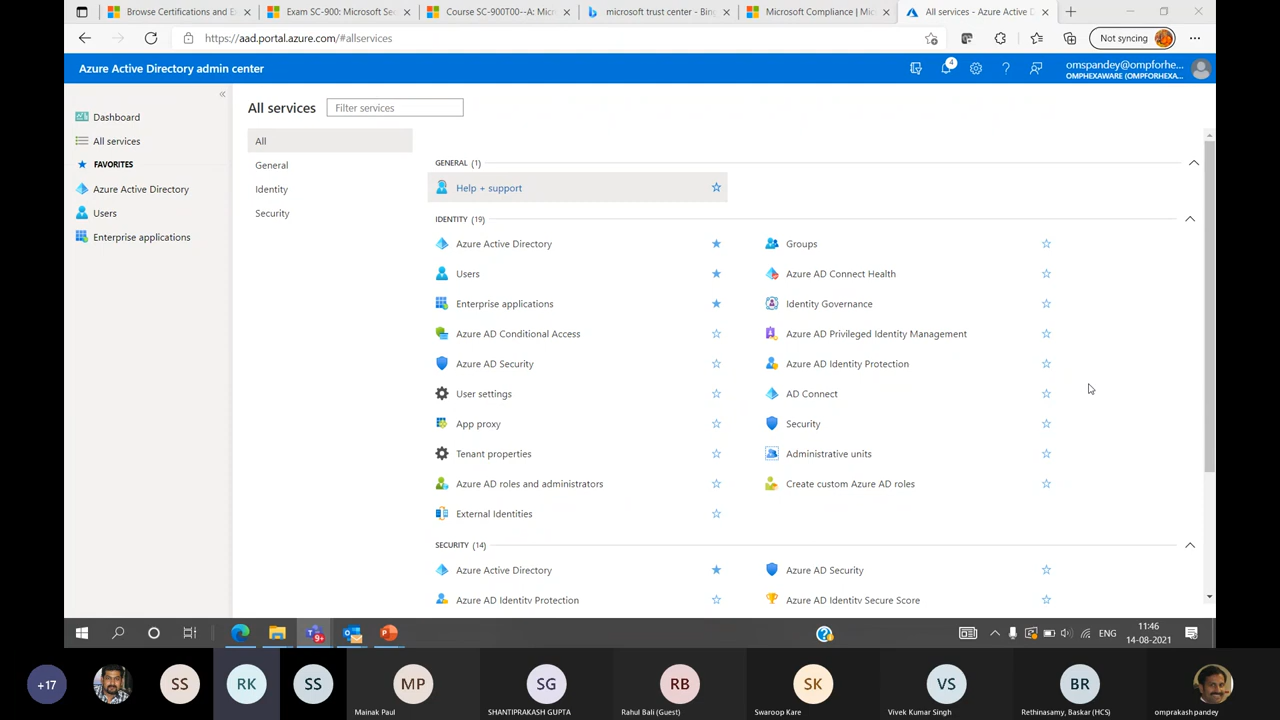 Browse Certifications and E
Exam SC-900: Microsoft Sec
Course SC-900T00--A: Micr
microsoft trust center - Bin
Microsoft Compliance | Mic
All services - Azure Active D
https://aad.portal.azure.com/#allservices
Not syncing
Azure Active Directory admin center
4
omspandey@ompforhe...
OMPHEXAWARE (OMPFORHEXA...
Dashboard
All services
FAVORITES
Azure Active Directory
Users
Enterprise applications
All services
Filter services
All
General
Identity
Security
GENERAL (1)
Help + support
IDENTITY (19)
Azure Active Directory
Groups
Users
Azure AD Connect Health
Enterprise applications
Identity Governance
Azure AD Conditional Access
Azure AD Privileged Identity Management
Azure AD Security
Azure AD Identity Protection
User settings
AD Connect
App proxy
Security
Tenant properties
Administrative units
Azure AD roles and administrators
Create custom Azure AD roles
External Identities
SECURITY (14)
Azure Active Directory
Azure AD Security
Azure AD Identity Protection
Azure AD Identity Secure Score
9+
ENG
11:46
14-08-2021
+17
SS
RK
SS
MP
Mainak Paul
SG
SHANTIPRAKASH GUPTA
RB
Rahul Bali (Guest)
SK
Swaroop Kare
VS
Vivek Kumar Singh
BR
Rethinasamy, Baskar (HCS)
omprakash pandey